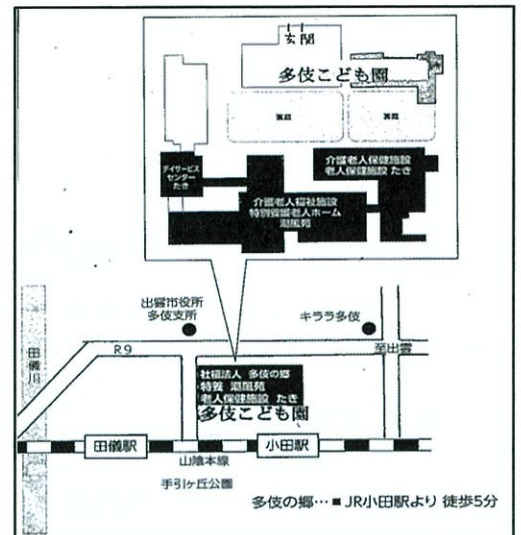 玄関
多伎こども園
園庭
園庭
デイサービス
センター
たき
介護老人保健施設
老人保健施設 たき
介護老人福祉施設
特別養護老人ホーム
潮風苑
出雲市役所
多伎支所
キララ多伎
田儀川
R9
至出雲
社福法人 多伎の郷
・特養 潮風苑
老人保健施設 たき
多伎こども園
田儀駅
小田駅
山陰本線
手引ヶ丘公園
多伎の郷…■JR小田駅より 徒歩5分